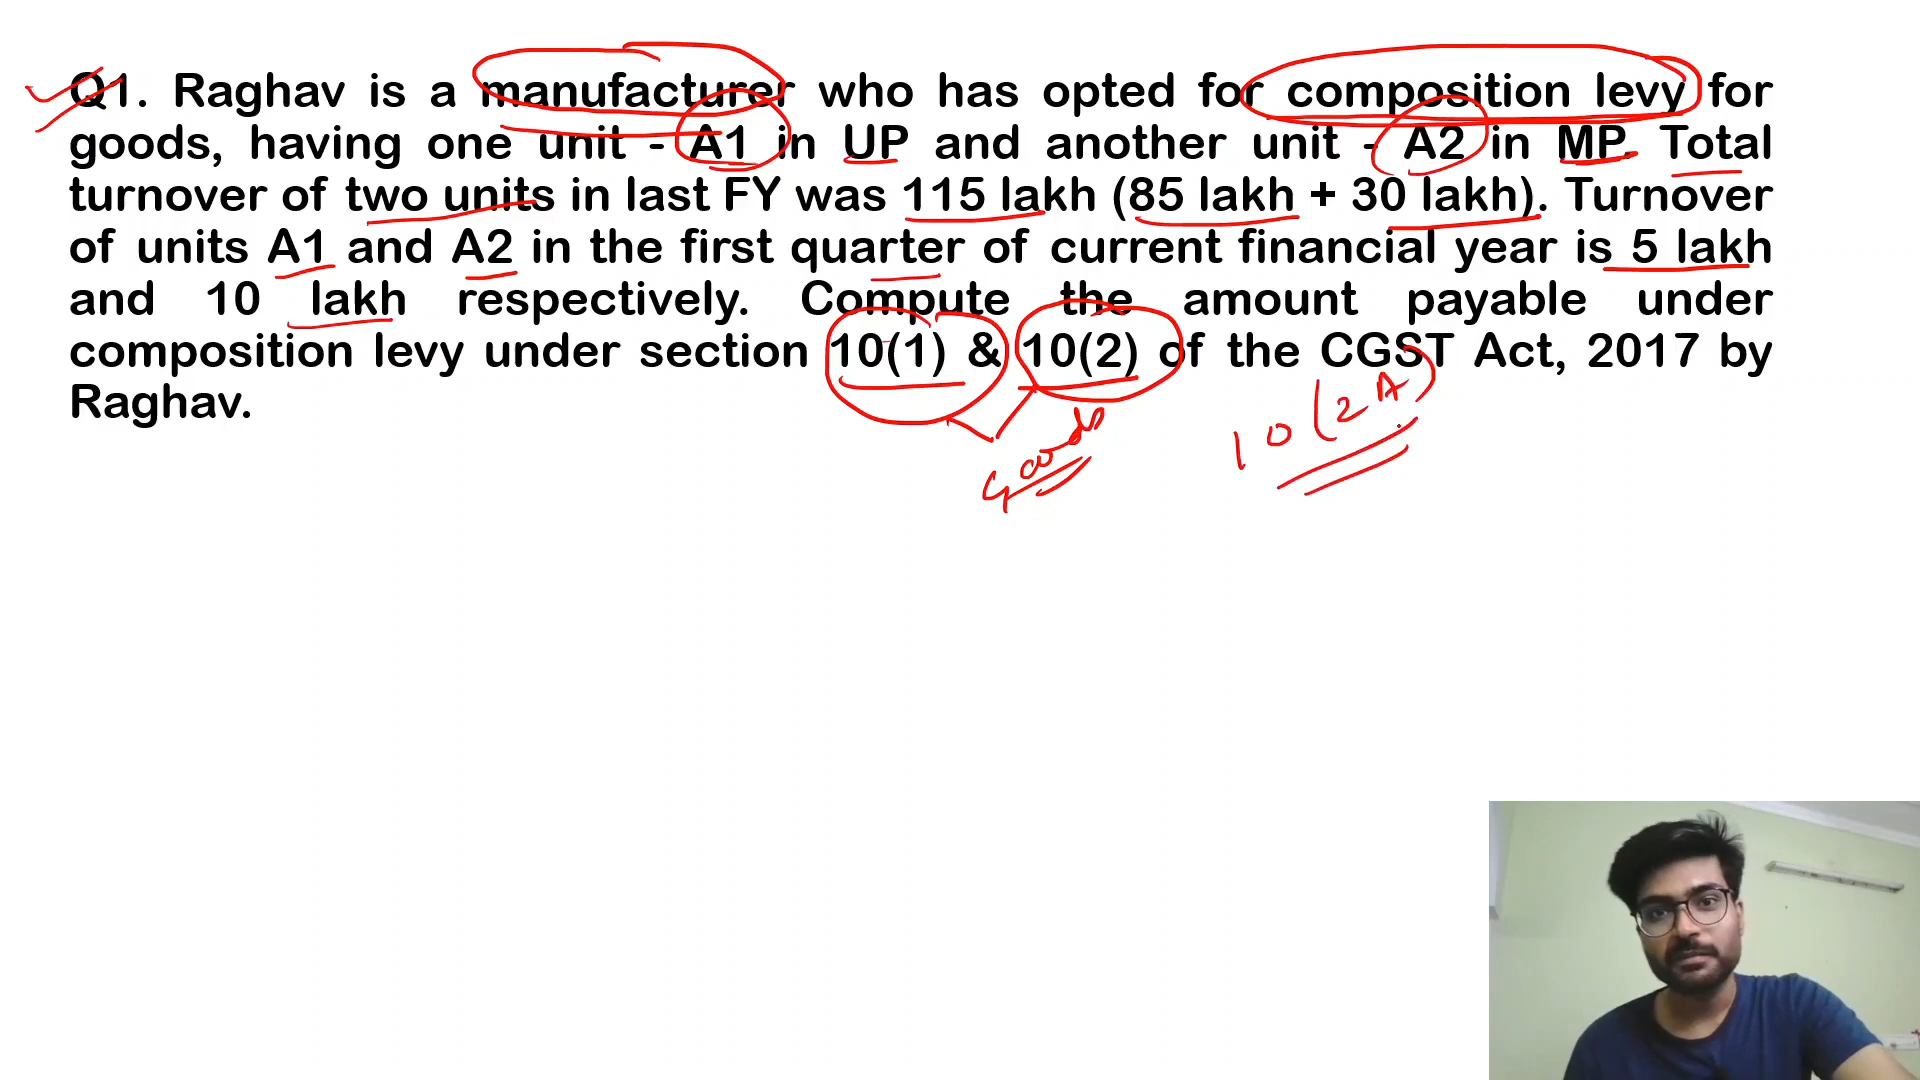 Q1. Raghav is a manufacturer who has opted for composition levy for
goods, having one unit - A1 in UP and another unit - A2 in MP. Total
turnover of two units in last FY was 115 lakh (85 lakh + 30 lakh). Turnover
of units A1 and A2 in the first quarter of current financial year is 5 lakh
and 10 lakh respectively. Compute the amount payable under
composition levy under section 10(1) & 10(2) of the CGST Act, 2017 by
Raghav.
10(2A)
Goods